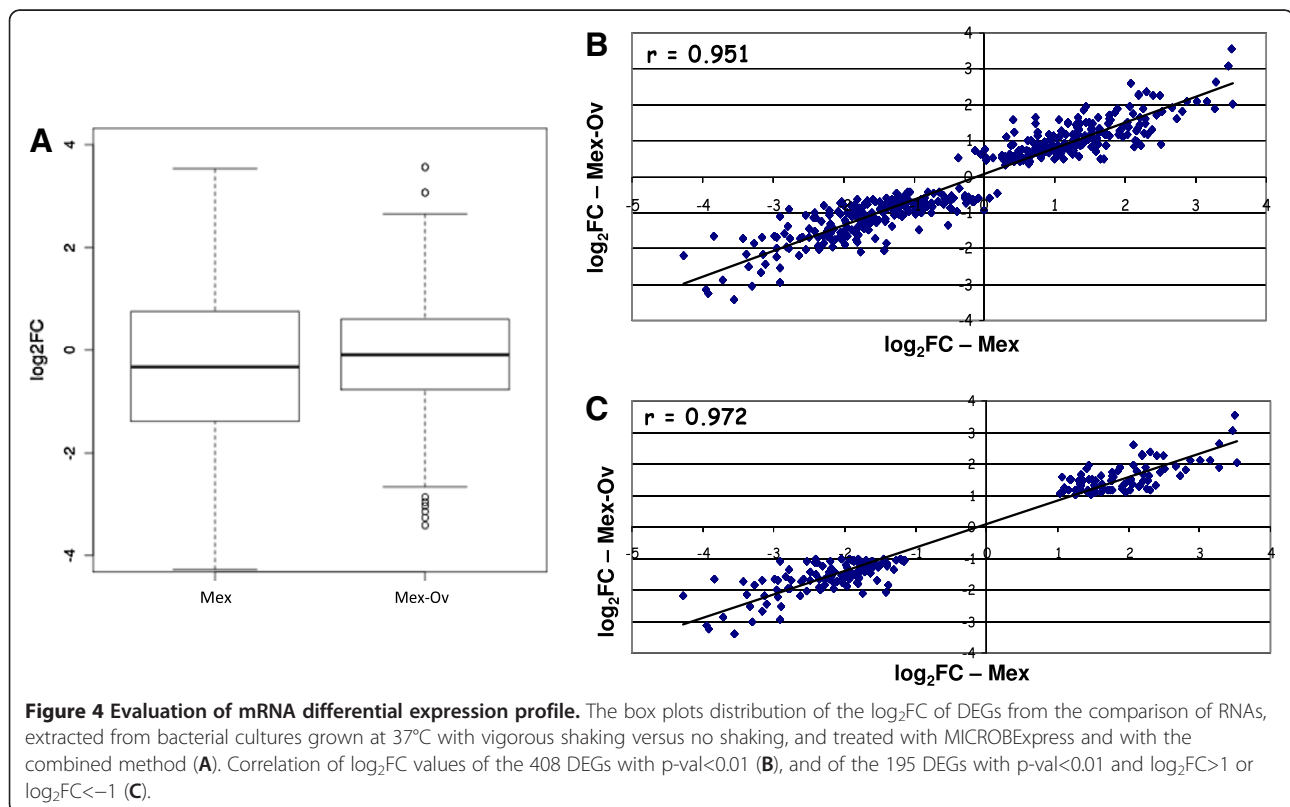 A
4
2
0
-2
-4
log2FC
Mex
Mex-Ov
B
r = 0.951
4
3
2
1
0
-1
-2
-3
-4
-5
-4
-3
-2
-1
0
1
2
3
4
log₂FC – Mex-Ov
log₂FC – Mex
C
r = 0.972
4
3
2
1
0
-1
-2
-3
-4
-5
-4
-3
-2
-1
0
1
2
3
4
log₂FC – Mex-Ov
log₂FC – Mex
Figure 4 Evaluation of mRNA differential expression profile. The box plots distribution of the log₂FC of DEGs from the comparison of RNAs,
extracted from bacterial cultures grown at 37°C with vigorous shaking versus no shaking, and treated with MICROBExpress and with the
combined method (A). Correlation of log₂FC values of the 408 DEGs with p-val<0.01 (B), and of the 195 DEGs with p-val<0.01 and log₂FC>1 or
log₂FC<−1 (C).